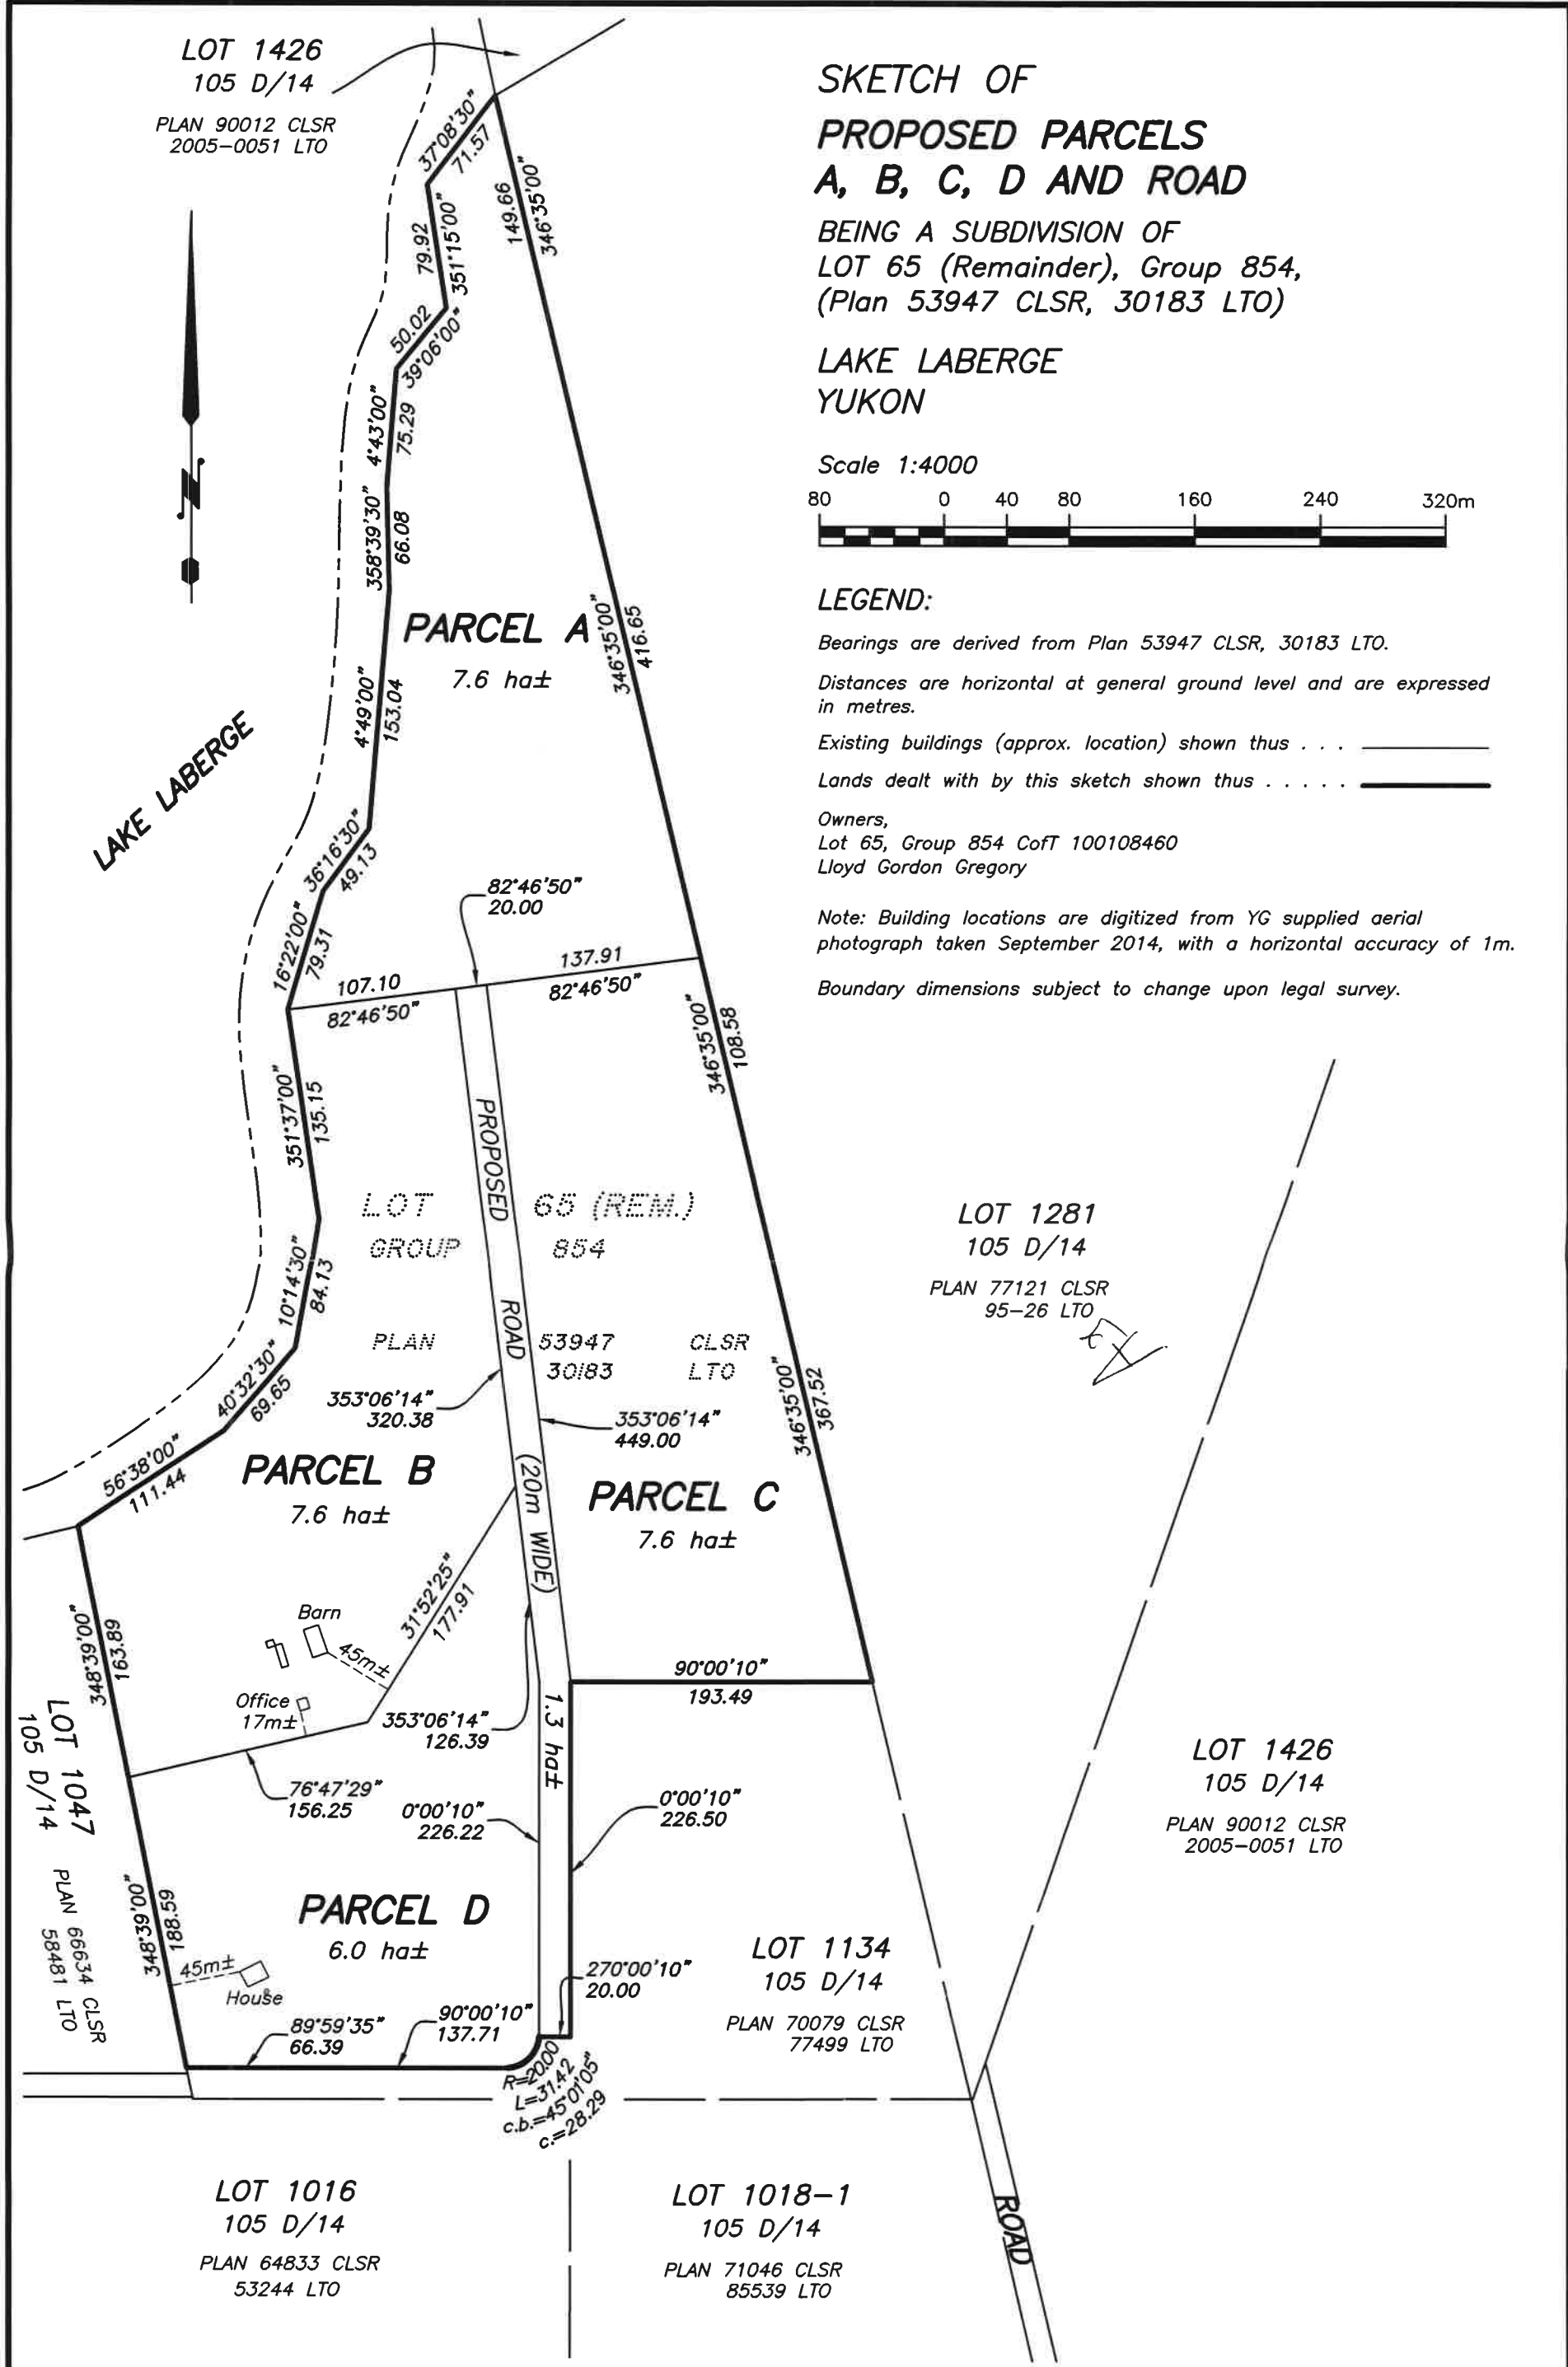 LOT 1426
105 D/14
PLAN 90012 CLSR
2005-0051 LTO
SKETCH OF
PROPOSED PARCELS
A, B, C, D AND ROAD
BEING A SUBDIVISION OF
LOT 65 (Remainder), Group 854,
(Plan 53947 CLSR, 30183 LTO)
LAKE LABERGE
YUKON
Scale 1:4000
80 0 40 80 160 240 320m
LEGEND:
Bearings are derived from Plan 53947 CLSR, 30183 LTO.
Distances are horizontal at general ground level and are expressed
in metres.
Existing buildings (approx. location) shown thus . . .
Lands dealt with by this sketch shown thus . . . . .
Owners,
Lot 65, Group 854 CofT 100108460
Lloyd Gordon Gregory
Note: Building locations are digitized from YG supplied aerial
photograph taken September 2014, with a horizontal accuracy of 1m.
Boundary dimensions subject to change upon legal survey.
N
37°08'30"
71.57
149.66
346°35'00"
79.92
351°15'00"
50.02
39°06'00"
4°43'00"
75.29
358°39'30"
66.08
PARCEL A
7.6 ha±
346°35'00"
416.65
4°49'00"
153.04
LAKE LABERGE
36°16'30"
49.13
16°22'00"
79.31
82°46'50"
20.00
107.10
82°46'50"
137.91
82°46'50"
346°35'00"
108.58
351°37'00"
135.15
PROPOSED
ROAD
(20m WIDE)
LOT 65 (REM.)
GROUP 854
PLAN 53947 CLSR
30183 LTO
10°14'30"
84.13
40°32'30"
69.65
56°38'00"
111.44
353°06'14"
320.38
353°06'14"
449.00
346°35'00"
367.52
PARCEL B
7.6 ha±
PARCEL C
7.6 ha±
LOT 1281
105 D/14
PLAN 77121 CLSR
95-26 LTO
31°52'25"
177.91
Barn
45m±
Office
17m±
348°39'00"
163.89
353°06'14"
126.39
90°00'10"
193.49
1.3 ha±
76°47'29"
156.25
0°00'10"
226.22
0°00'10"
226.50
LOT 1047
105 D/14
PLAN 66634 CLSR
58481 LTO
348°39'00"
188.59
PARCEL D
6.0 ha±
45m±
House
89°59'35"
66.39
90°00'10"
137.71
270°00'10"
20.00
R=20.00
L=31.42
c.b.=45°01'05"
c.=28.29
LOT 1134
105 D/14
PLAN 70079 CLSR
77499 LTO
LOT 1426
105 D/14
PLAN 90012 CLSR
2005-0051 LTO
LOT 1016
105 D/14
PLAN 64833 CLSR
53244 LTO
LOT 1018-1
105 D/14
PLAN 71046 CLSR
85539 LTO
ROAD